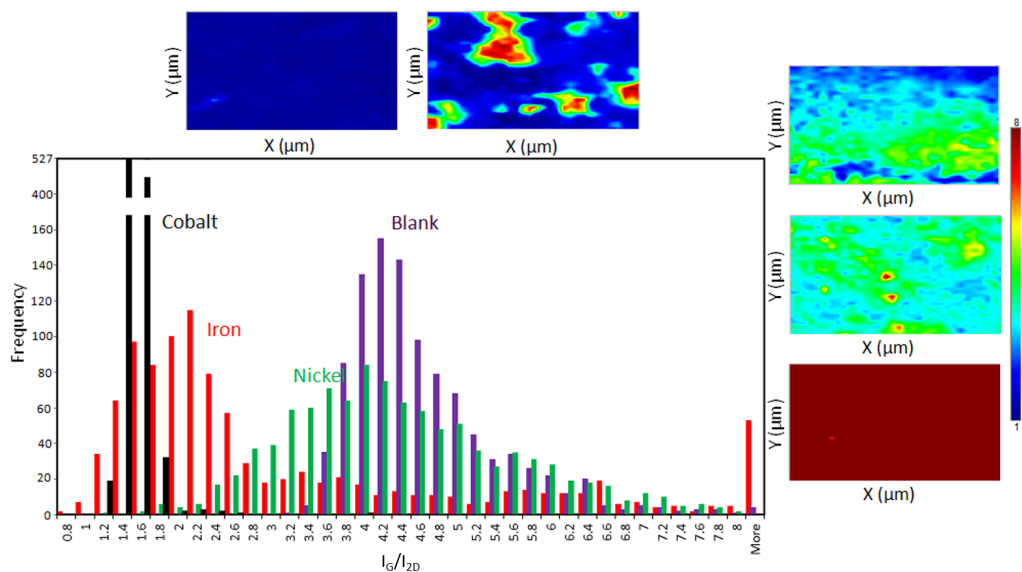 Y (µm)
X (µm)
Y (µm)
X (µm)
Y (µm)
X (µm)
Y (µm)
X (µm)
Y (µm)
X (µm)
8
1
527
400
160
140
120
100
80
60
40
20
0
Frequency
Cobalt
Iron
Nickel
Blank
0.8 1 1.2 1.4 1.6 1.8 2 2.2 2.4 2.6 2.8 3 3.2 3.4 3.6 3.8 4 4.2 4.4 4.6 4.8 5 5.2 5.4 5.6 5.8 6 6.2 6.4 6.6 6.8 7 7.2 7.4 7.6 7.8 8 More
I_G/I_2D